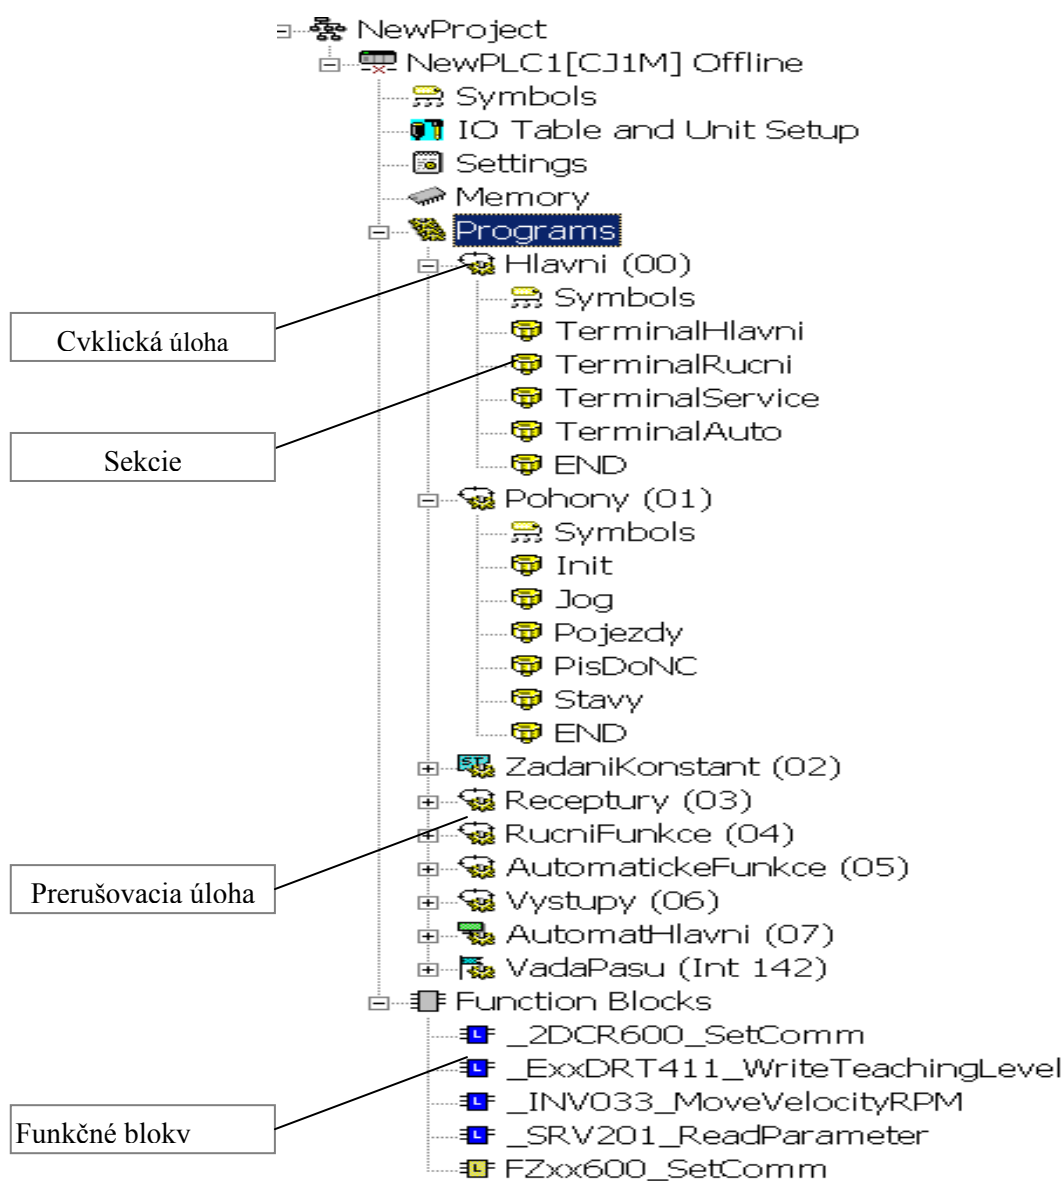 NewProject
NewPLC1[CJ1M] Offline
Symbols
IO Table and Unit Setup
Settings
Memory
Programs
Hlavni (00)
Symbols
TerminalHlavni
Cvklická úloha
TerminalRucni
TerminalService
TerminalAuto
Sekcie
END
Pohony (01)
Symbols
Init
Jog
Pojezdy
PisDoNC
Stavy
END
ZadaniKonstant (02)
Receptury (03)
RucniFunkce (04)
AutomatickeFunkce (05)
Prerušovacia úloha
Vystupy (06)
AutomatHlavni (07)
VadaPasu (Int 142)
Function Blocks
_2DCR600_SetComm
_ExxDRT411_WriteTeachingLevel
_INV033_MoveVelocityRPM
Funkčné blokv
_SRV201_ReadParameter
FZxx600_SetComm